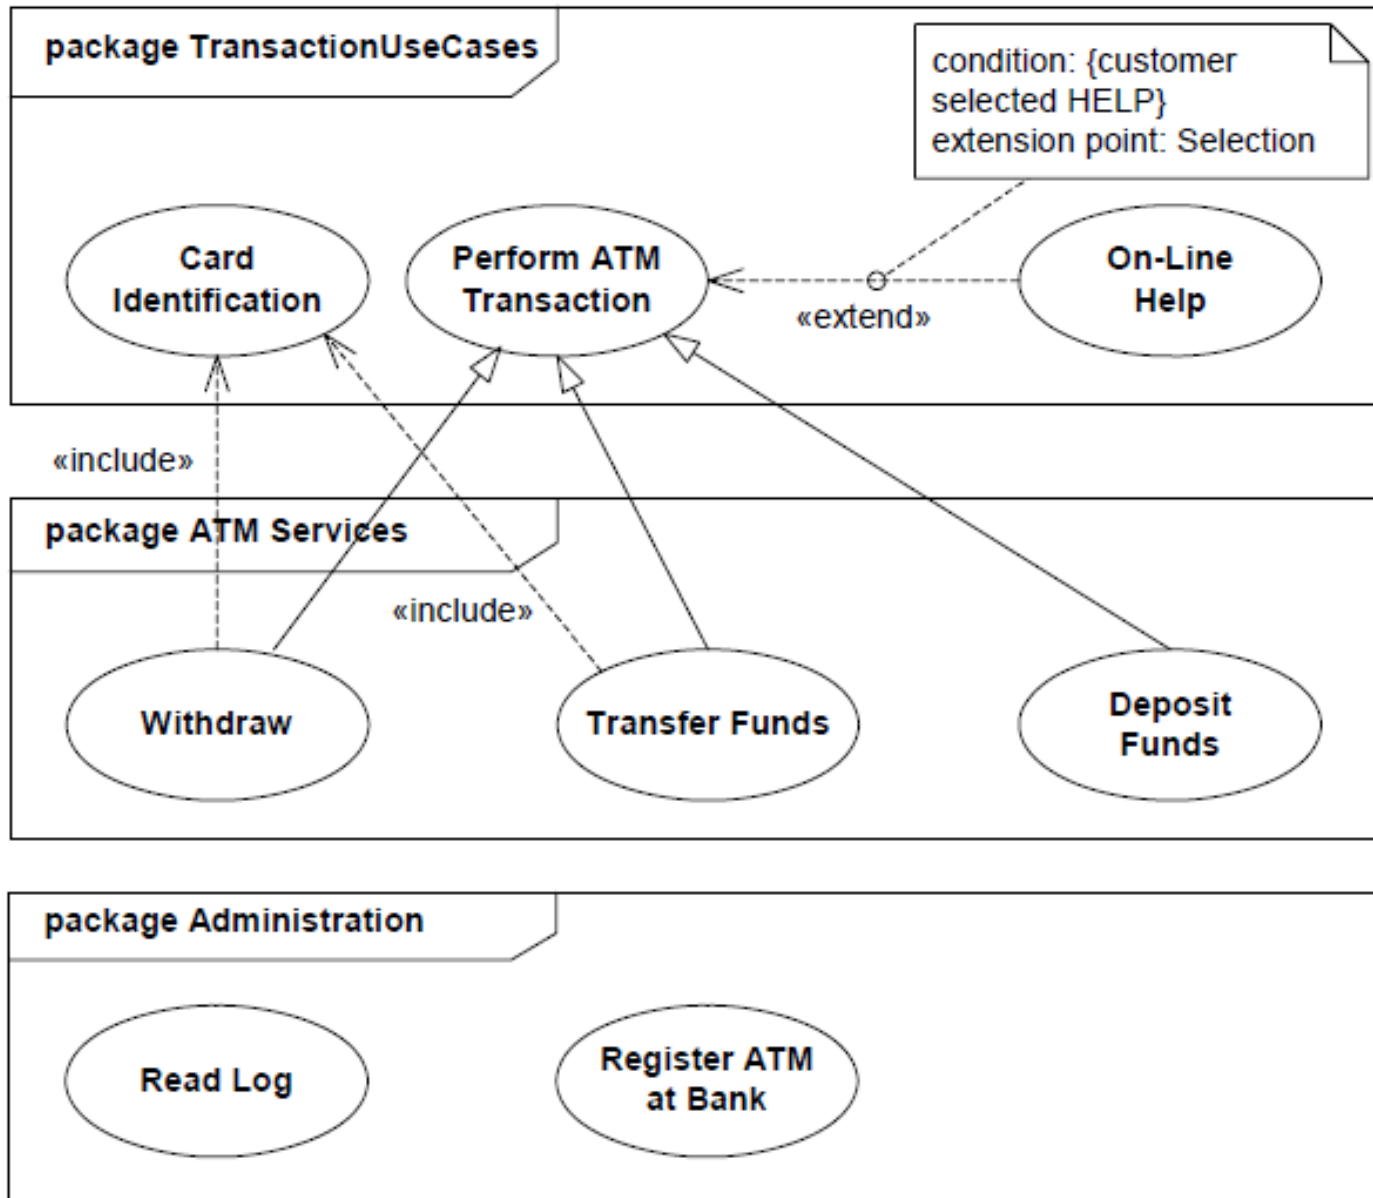 package TransactionUseCases
condition: {customer
selected HELP}
extension point: Selection
Card
Identification
Perform ATM
Transaction
On-Line
Help
«extend»
«include»
package ATM Services
«include»
Withdraw
Transfer Funds
Deposit
Funds
package Administration
Read Log
Register ATM
at Bank